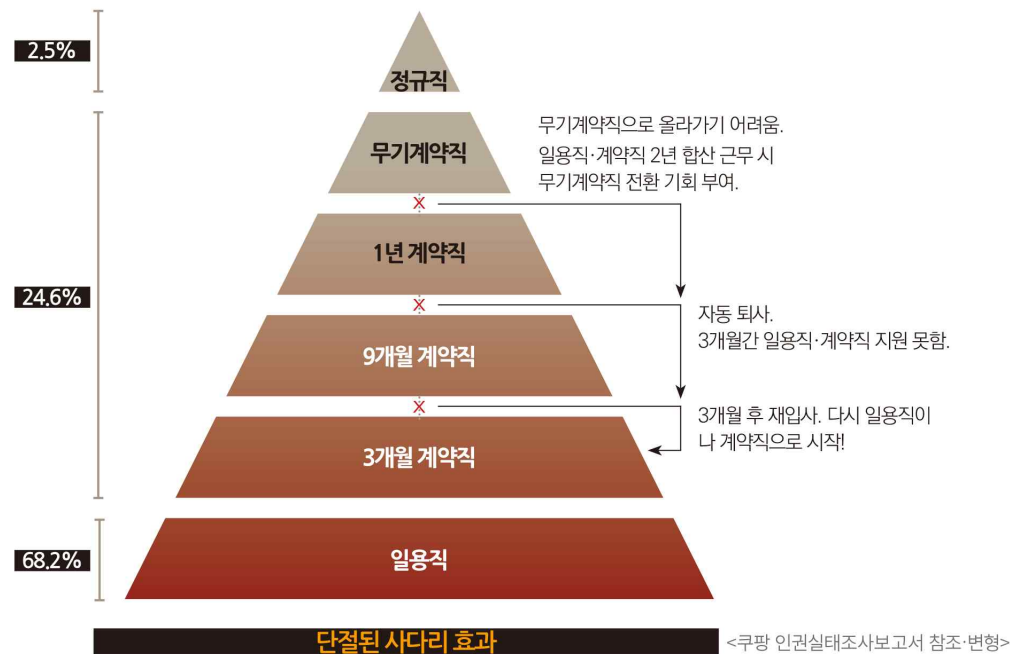 2.5%
정규직
무기계약직
무기계약직으로 올라가기 어려움.
일용직·계약직 2년 합산 근무 시
무기계약직 전환 기회 부여.
X
1년 계약직
24.6%
X
자동 퇴사.
3개월간 일용직·계약직 지원 못함.
9개월 계약직
X
3개월 후 재입사. 다시 일용직이
나 계약직으로 시작!
3개월 계약직
68.2%
일용직
단절된 사다리 효과
<쿠팡 인권실태조사보고서 참조·변형>